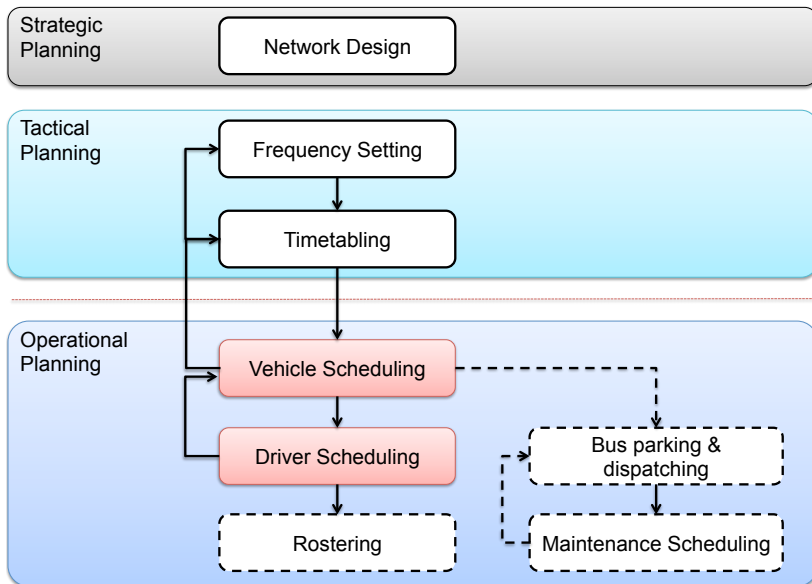 Strategic
Planning
Network Design
Tactical
Planning
Frequency Setting
Timetabling
Operational
Planning
Vehicle Scheduling
Driver Scheduling
Bus parking &
dispatching
Rostering
Maintenance Scheduling